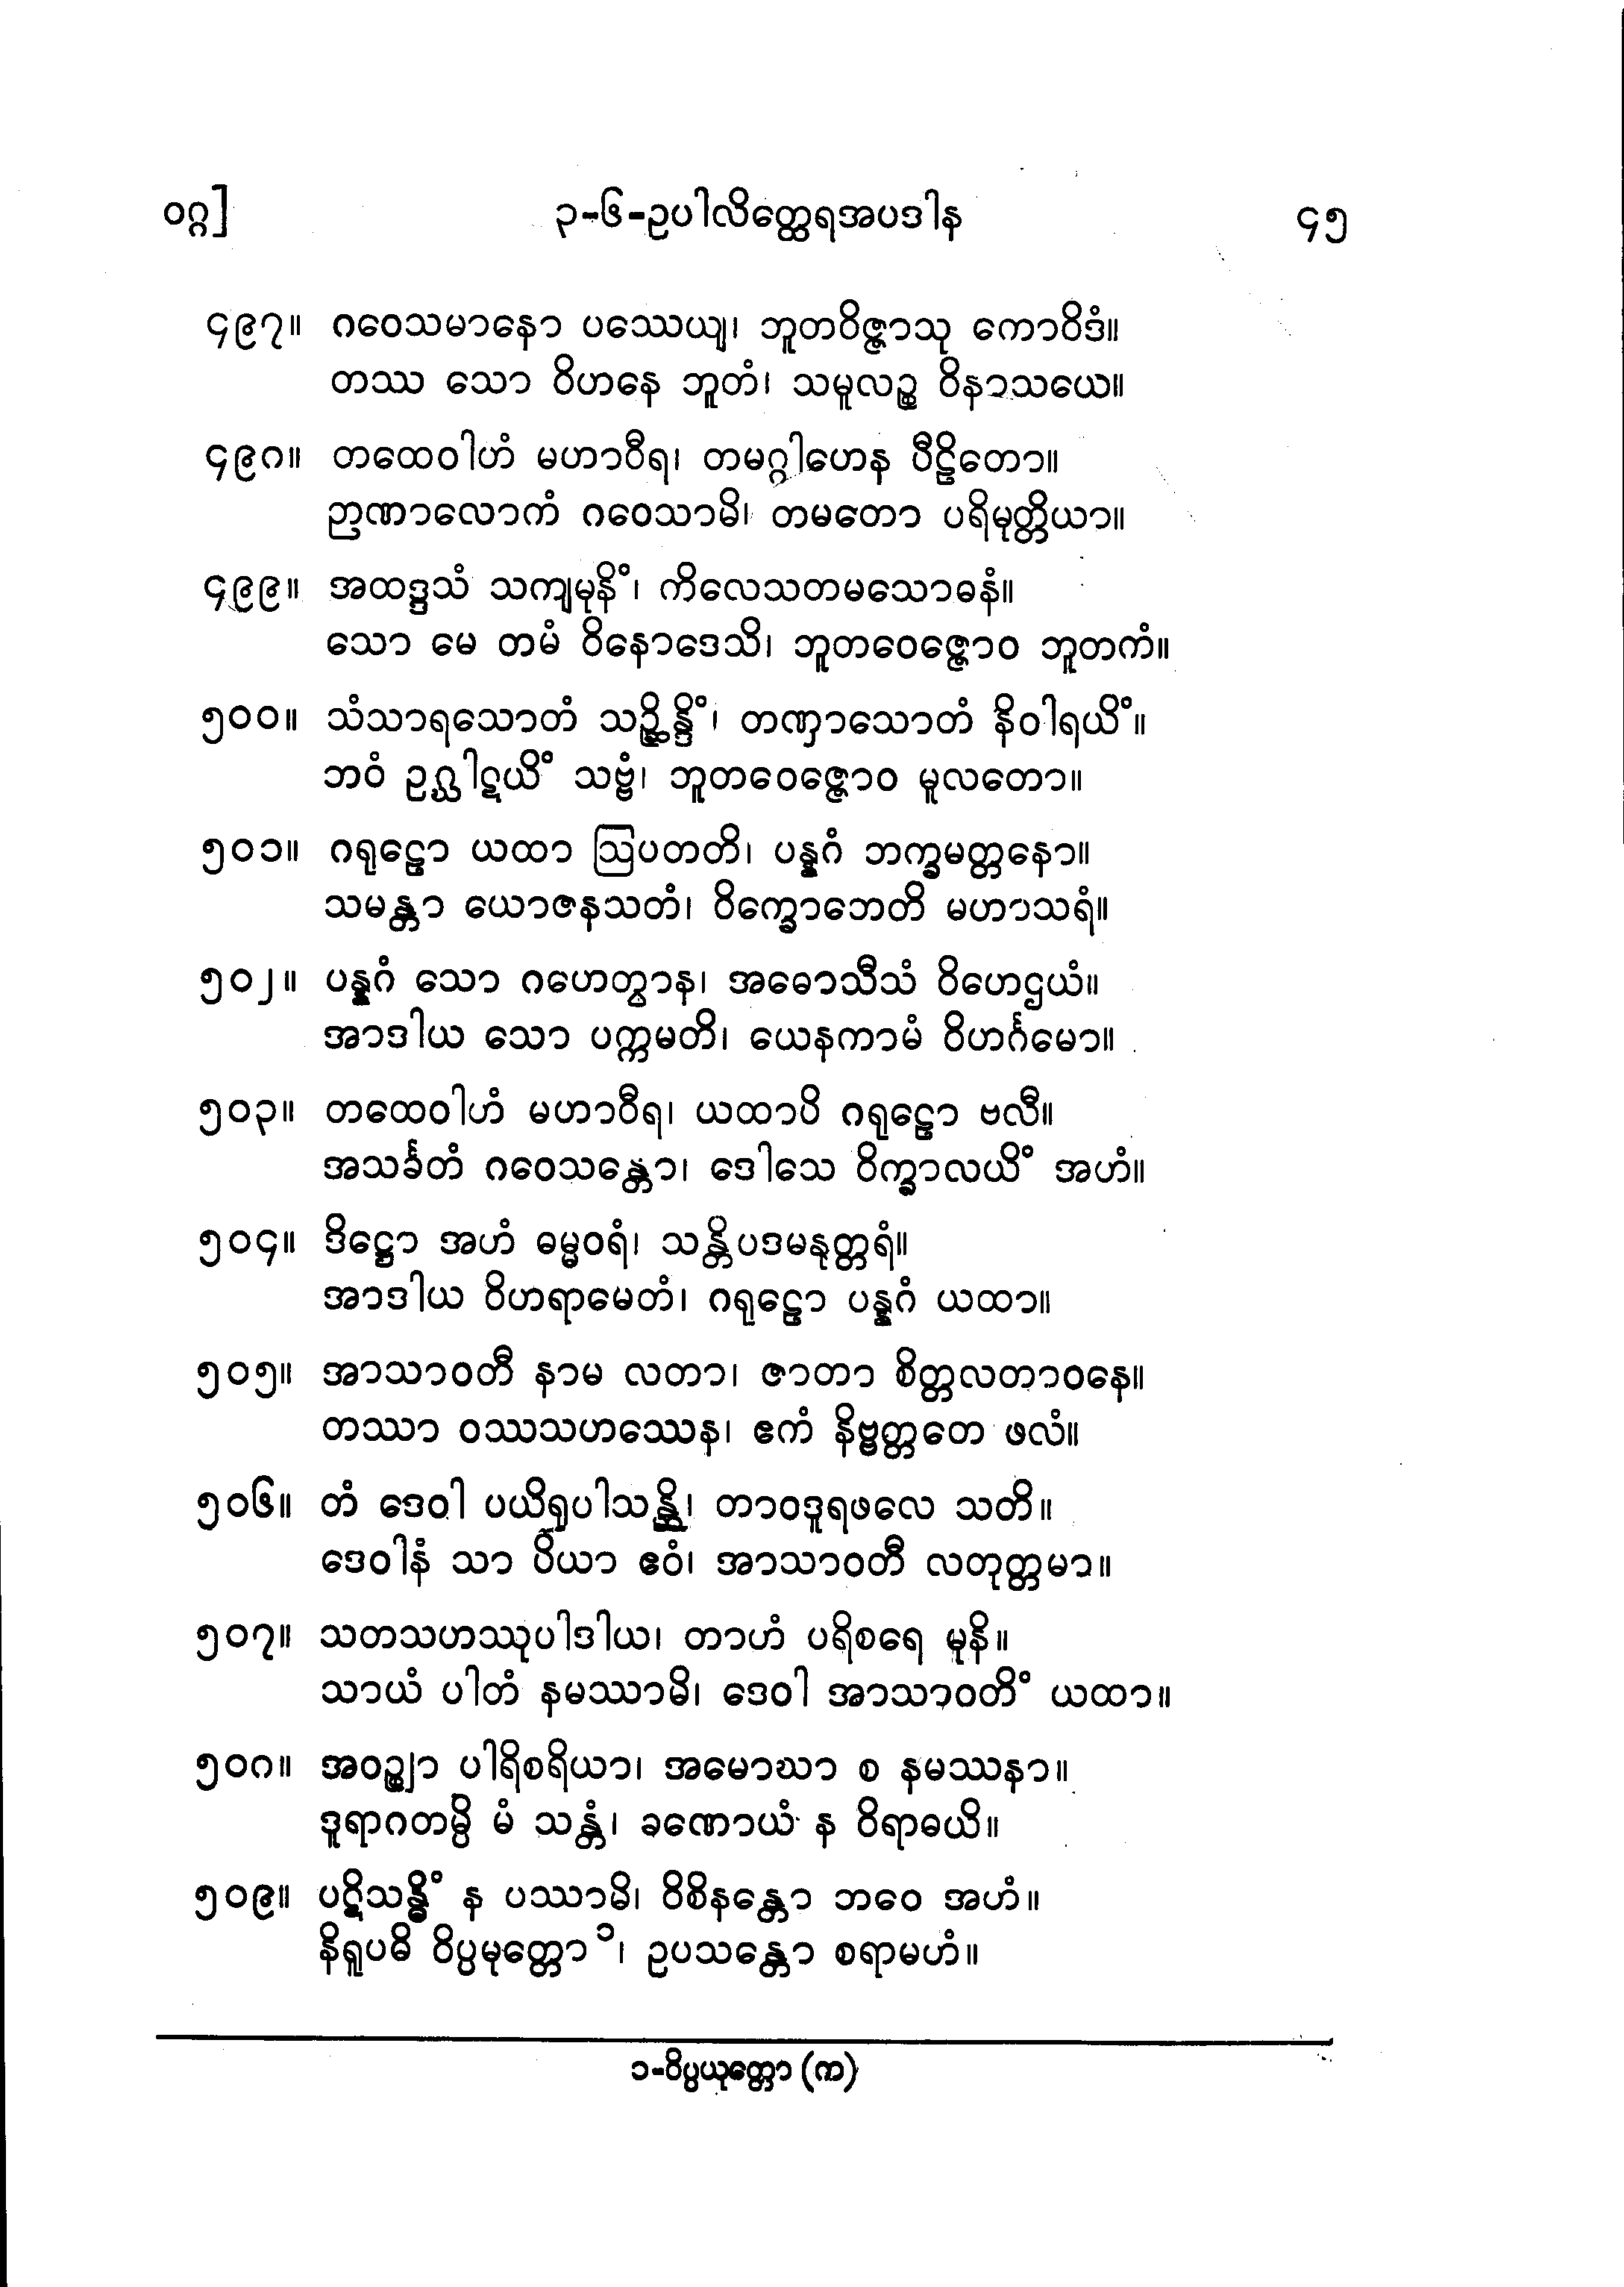 ဝဂ္ဂ] ၃-၆-ဥပါလိတ္ထေရအပဒါန ၄၅
၄၉၇။ ဂဝေသမာနော ပဿေယျ၊ ဘူတဝိဇ္ဇာသု ကောဝိဒံ။
တဿ သော ဝိဟနေ ဘူတံ၊ သမူလဉ္စ ဝိနာသယေ။
၄၉၈။ တထေဝါဟံ မဟာဝီရ၊ တမဂ္ဂါဟေန ပီဠိတော။
ဉာဏာလောကံ ဂဝေသာမိ၊ တမတော ပရိမုတ္တိယာ။
၄၉၉။ အထဒ္ဒသံ သကျမုနိံ၊ ကိလေသတမသောဓနံ။
သော မေ တမံ ဝိနောဒေသိ၊ ဘူတဝေဇ္ဇောဝ ဘူတကံ။
၅၀၀။ သံသာရသောတံ သဉ္ဆိန္ဒိံ၊ တဏှာသောတံ နိဝါရယိံ။
ဘဝံ ဥဂ္ဃါဋယိံ သဗ္ဗံ၊ ဘူတဝေဇ္ဇောဝ မူလတော။
၅၀၁။ ဂရုဠော ယထာ ဩပတတိ၊ ပန္နဂံ ဘက္ခမတ္တနော။
သမန္တာ ယောဇနသတံ၊ ဝိက္ခောဘေတိ မဟာသရံ။
၅၀၂။ ပန္နဂံ သော ဂဟေတွာန၊ အဓောသီသံ ဝိဟေဌယံ။
အာဒါယ သော ပက္ကမတိ၊ ယေနကာမံ ဝိဟင်္ဂမော။
၅၀၃။ တထေဝါဟံ မဟာဝီရ၊ ယထာပိ ဂရုဠော ဗလီ။
အသင်္ခတံ ဂဝေသန္တော၊ ဒေါသေ ဝိက္ခာလယိံ အဟံ။
၅၀၄။ ဒိဋ္ဌော အဟံ ဓမ္မဝရံ၊ သန္တိပဒမနုတ္တရံ။
အာဒါယ ဝိဟရာမေတံ၊ ဂရုဠော ပန္နဂံ ယထာ။
၅၀၅။ အာသာဝတီ နာမ လတာ၊ ဇာတာ စိတ္တလတာဝနေ။
တဿာ ဝဿသဟဿေန၊ ဧကံ နိဗ္ဗတ္တတေ ဖလံ။
၅၀၆။ တံ ဒေဝါ ပယိရုပါသန္တိ၊ တာဝဒူရဖလေ သတိ။
ဒေဝါနံ သာ ပိယာ ဧဝံ၊ အာသာဝတီ လတုတ္တမာ။
၅၀၇။ သတသဟဿုပါဒါယ၊ တာဟံ ပရိစရေ မုနိ။
သာယံ ပါတံ နမဿာမိ၊ ဒေဝါ အာသာဝတိံ ယထာ။
၅၀၈။ အဝဉ္ဈာ ပါရိစရိယာ၊ အမောဃာ စ နမဿနာ။
ဒူရာဂတမ္ပိ မံ သန္တံ၊ ခဏောယံ န ဝိရာဓယိ။
၅၀၉။ ပဋိသန္ဓိံ န ပဿာမိ၊ ဝိစိနန္တော ဘဝေ အဟံ။
နိရူပဓိ ဝိပ္ပမုတ္တော၁၊ ဥပသန္တော စရာမဟံ။
၁-ဝိပ္ပယုတ္တော (က)